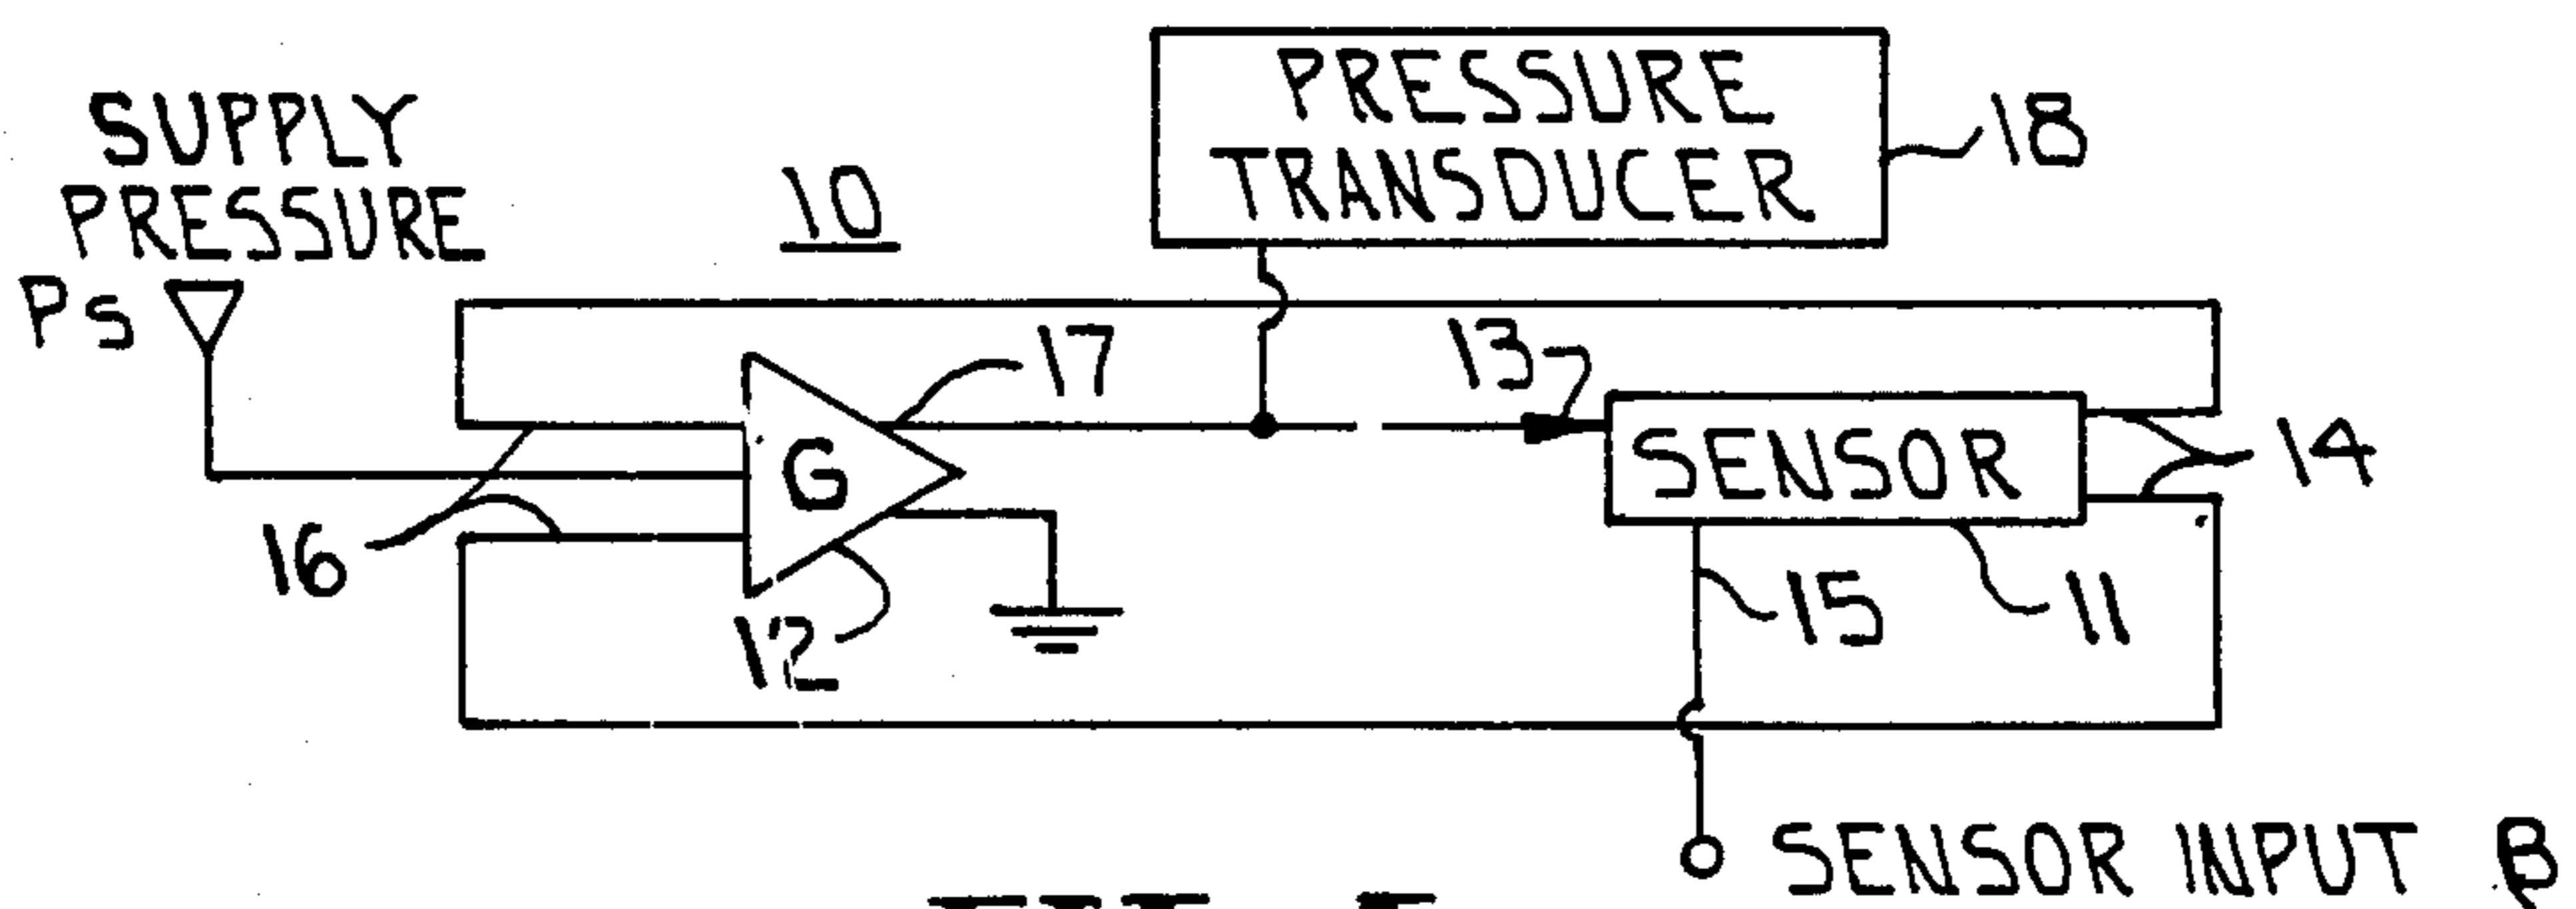 SUPPLY
PRESSURE
Ps
10
PRESSURE
TRANSDUCER
18
17
13
G
SENSOR
14
16
12
15
11
SENSOR INPUT β